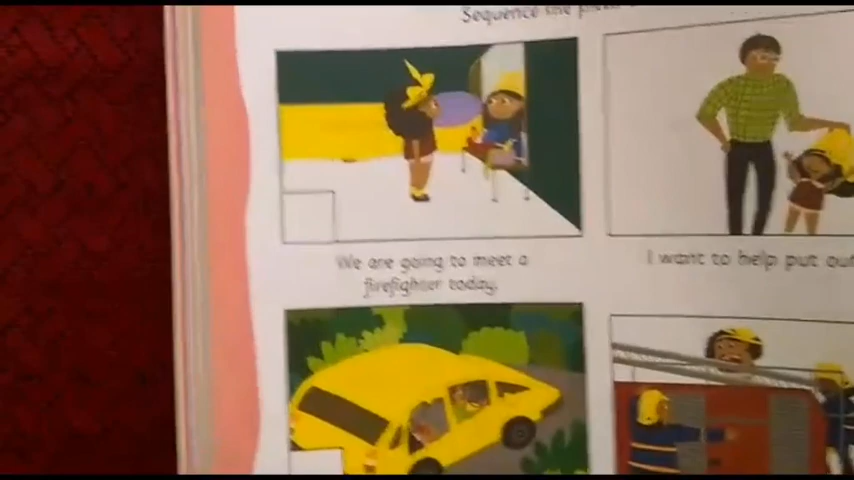 Sequence the
We are going to meet a
firefighter today.
I want to help put out